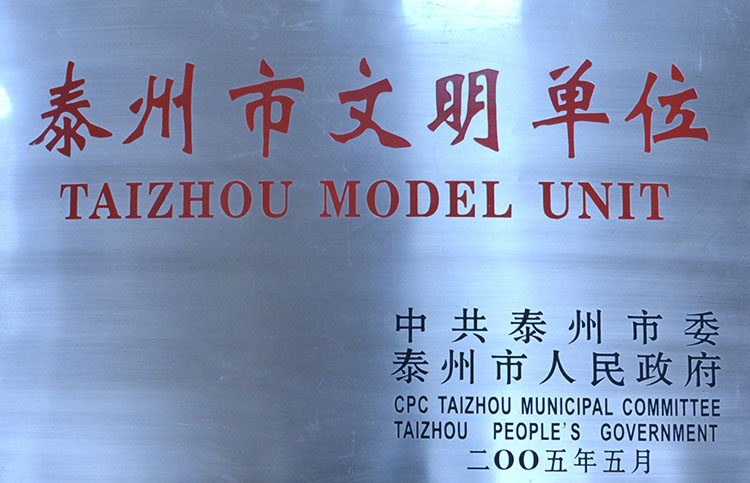 泰州市文明单位
TAIZHOU MODEL UNIT
中共泰州市委
泰州市人民政府
CPC TAIZHOU MUNICIPAL COMMITTEE
TAIZHOU PEOPLE'S GOVERNMENT
二OO五年五月